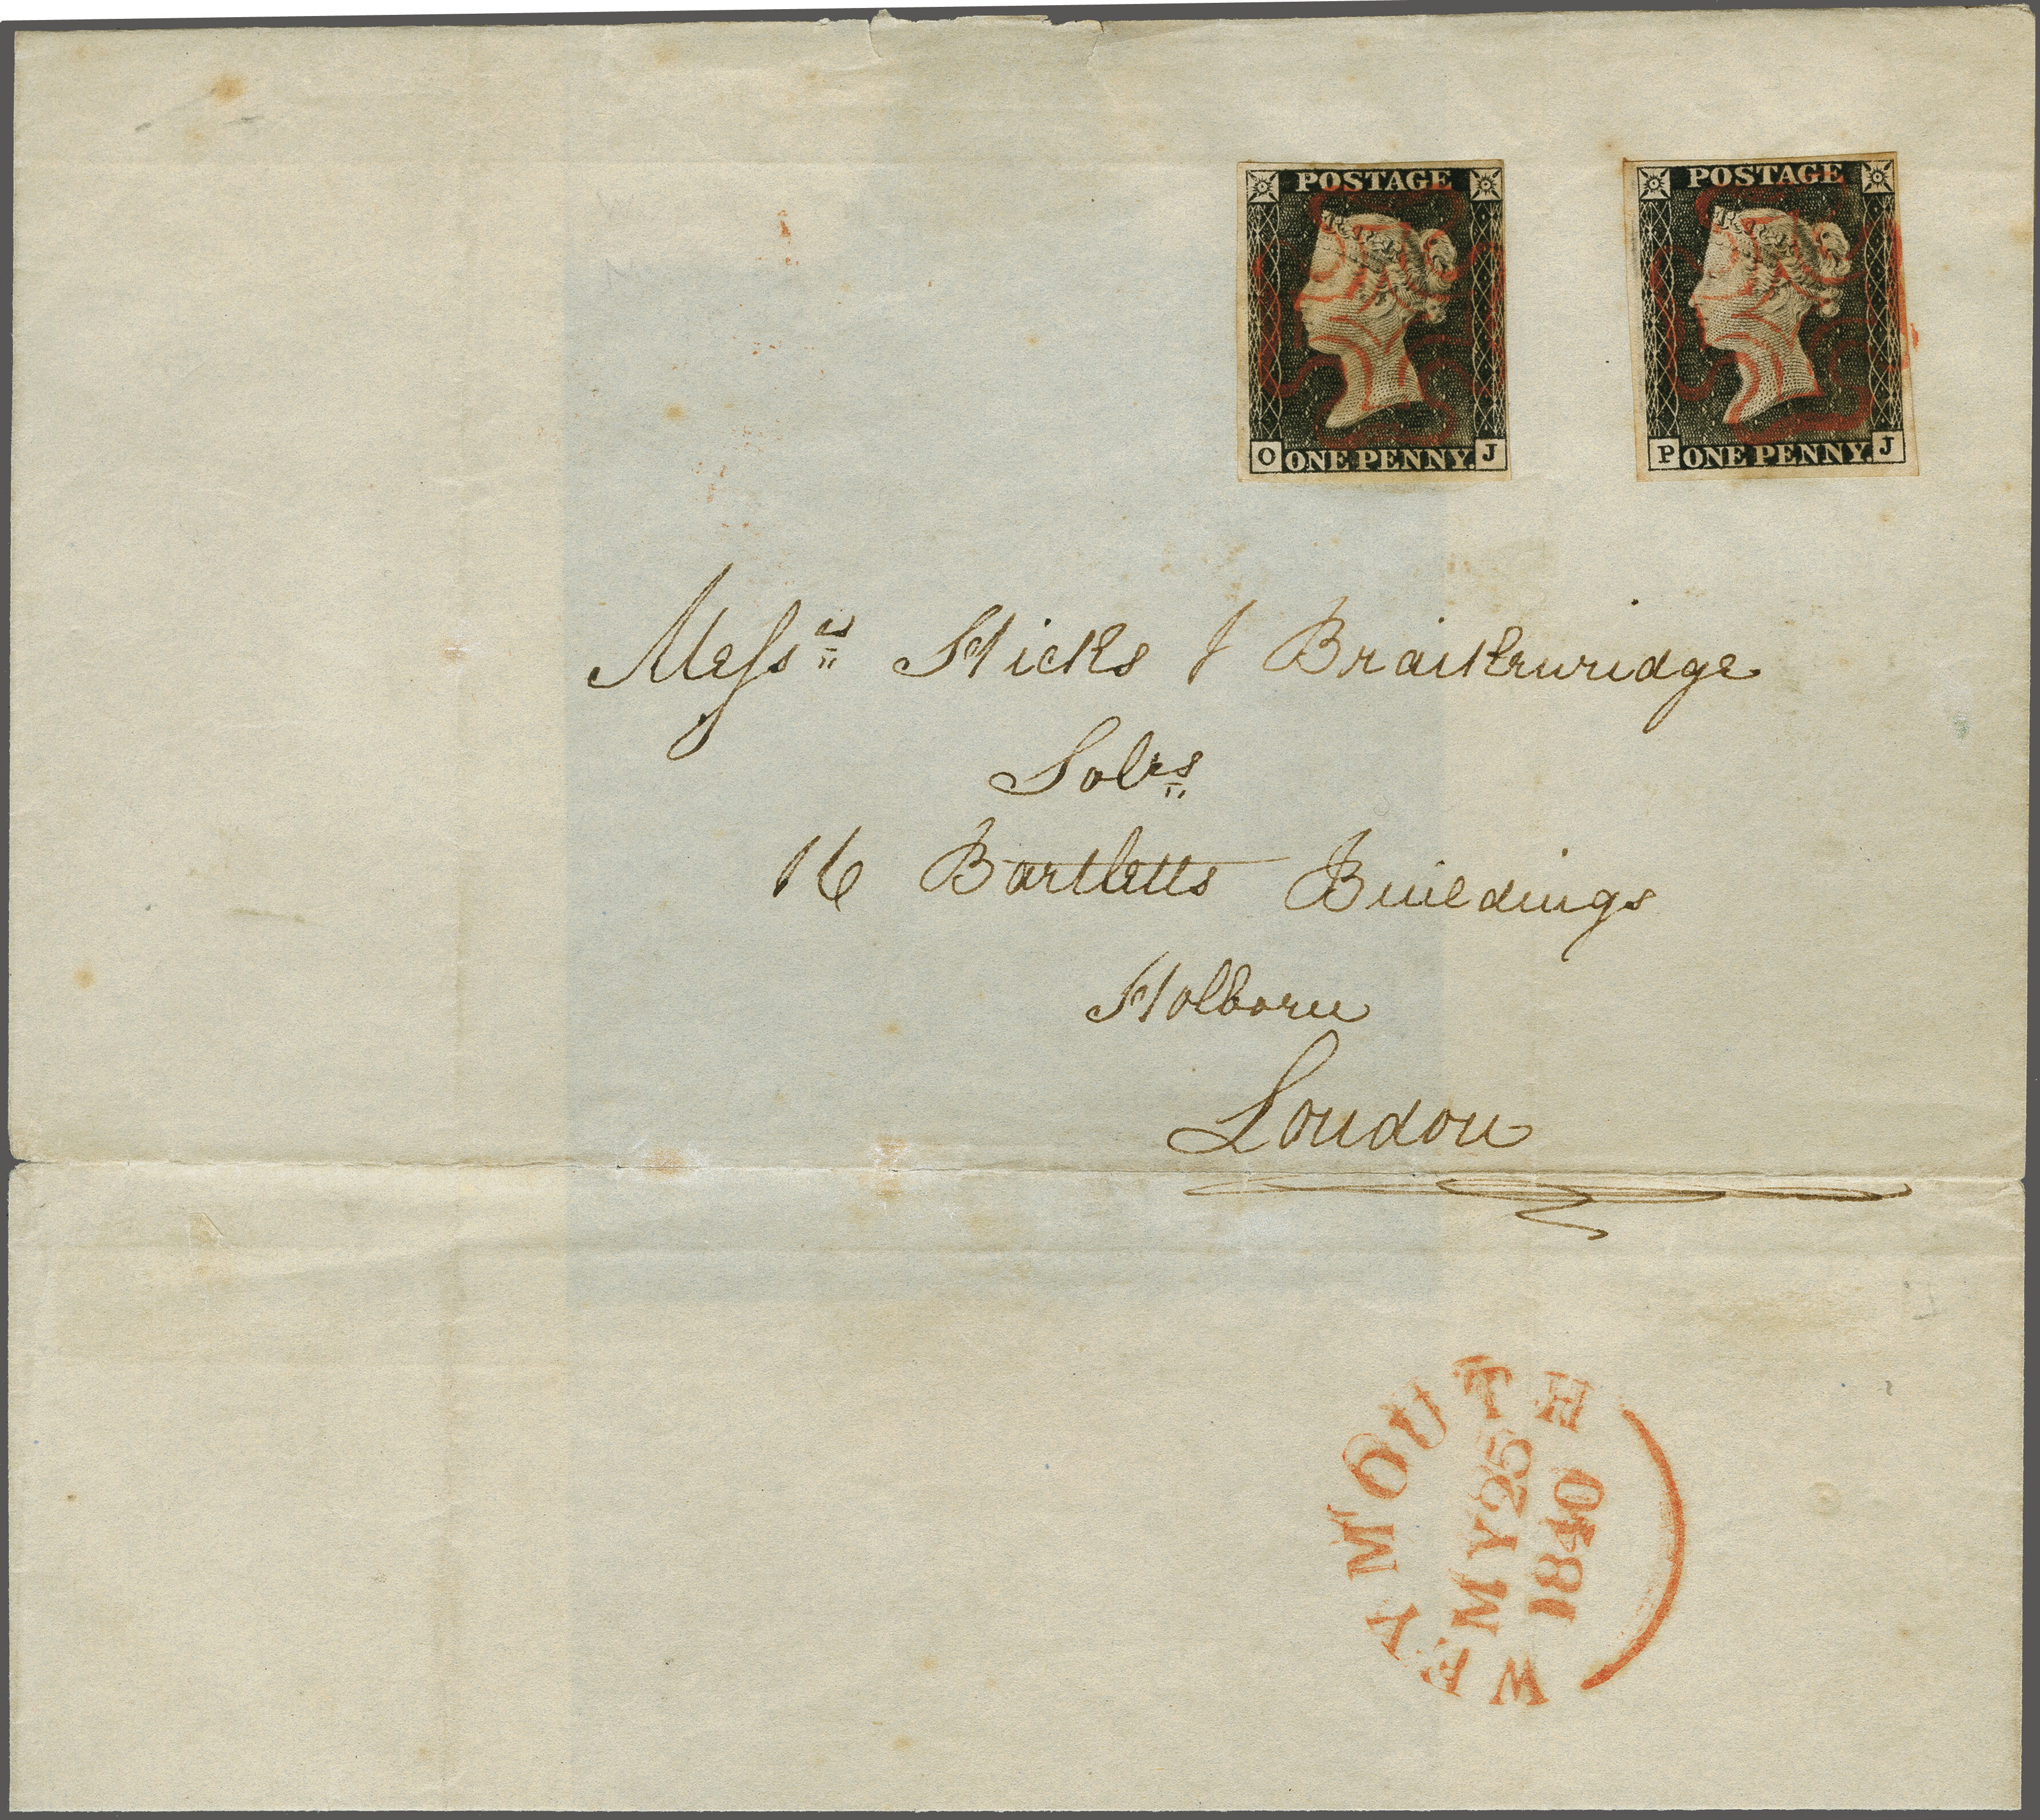 POSTAGE
O ONE PENNY. J
POSTAGE
P ONE PENNY. J
Messrs Hicks & Braikenridge
Solrs
16 Bartletts Buildings
Holborn
London
WEYMOUTH
MY 25
1840